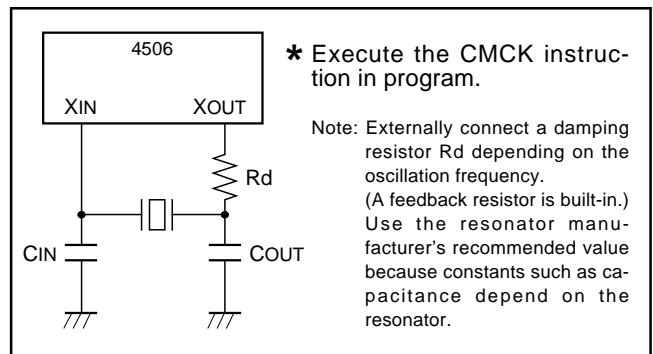 4506
XIN
XOUT
Rd
CIN
COUT
* Execute the CMCK instruc-
tion in program.
Note: Externally connect a damping
resistor Rd depending on the
oscillation frequency.
(A feedback resistor is built-in.)
Use the resonator manu-
facturer's recommended value
because constants such as ca-
pacitance depend on the
resonator.